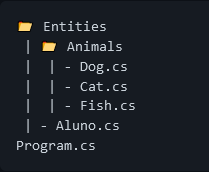 📂 Entities
 | 📂 Animals
 |  | - Dog.cs
 |  | - Cat.cs
 |  | - Fish.cs
 | - Aluno.cs
Program.cs